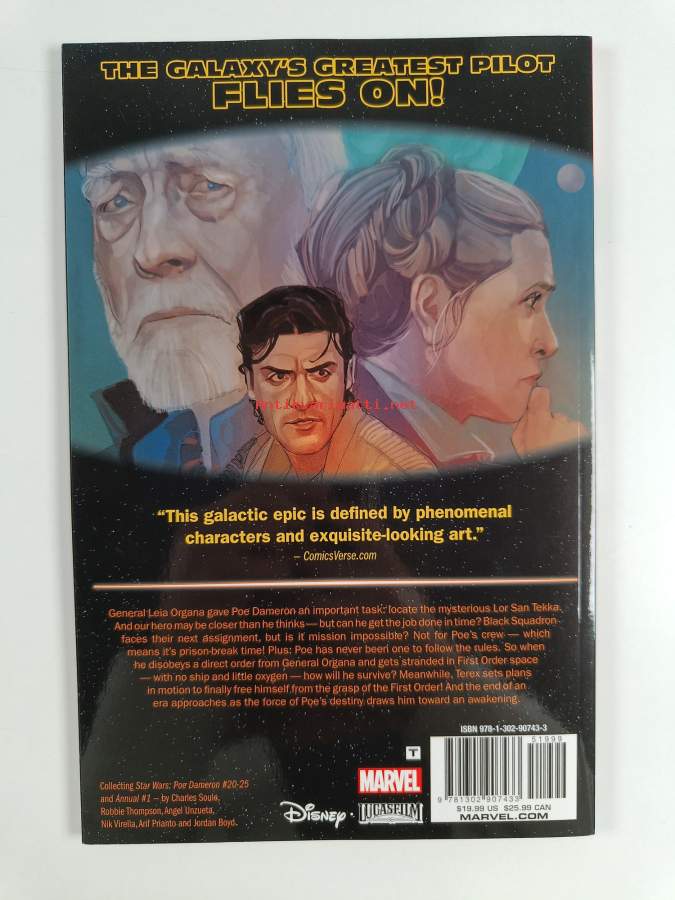 THE GALAXY'S GREATEST PILOT
FLIES ON!
Antikvariaatti.net
“This galactic epic is defined by phenomenal
characters and exquisite-looking art.”
– ComicsVerse.com
General Leia Organa gave Poe Dameron an important task: locate the mysterious Lor San Tekka.
And our hero may be closer than he thinks — but can he get the job done in time? Black Squadron
faces their next assignment, but is it mission impossible? Not for Poe's crew — which
means it's prison-break time! Plus: Poe has never been one to follow the rules. So when
he disobeys a direct order from General Organa and gets stranded in First Order space
— with no ship and little oxygen — how will he survive? Meanwhile, Terex sets plans
in motion to finally free himself from the grasp of the First Order! And the end of an
era approaches as the force of Poe's destiny draws him toward an awakening.
ISBN 978-1-302-90743-3
51999
T
MARVEL
Collecting Star Wars: Poe Dameron #20-25
and Annual #1 – by Charles Soule,
Robbie Thompson, Angel Unzueta,
Nik Virella, Arif Prianto and Jordan Boyd.
Disney
LUCASFILM
9 781302 907433
$19.99 US $25.99 CAN
MARVEL.COM